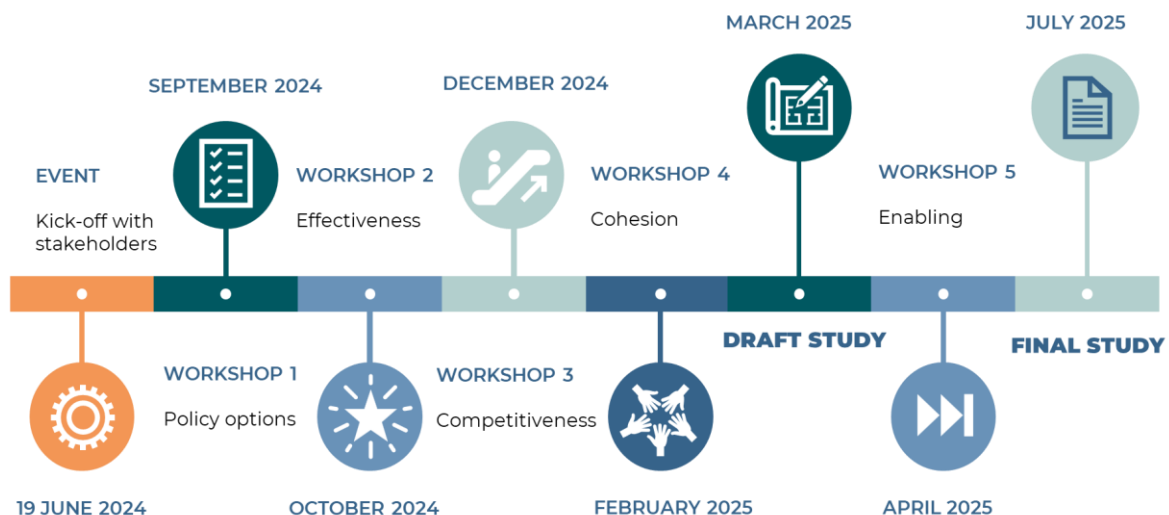 MARCH 2025
JULY 2025
SEPTEMBER 2024
DECEMBER 2024
EVENT
Kick-off with
stakeholders
WORKSHOP 2
Effectiveness
WORKSHOP 4
Cohesion
WORKSHOP 5
Enabling
DRAFT STUDY
FINAL STUDY
WORKSHOP 1
Policy options
WORKSHOP 3
Competitiveness
19 JUNE 2024
OCTOBER 2024
FEBRUARY 2025
APRIL 2025